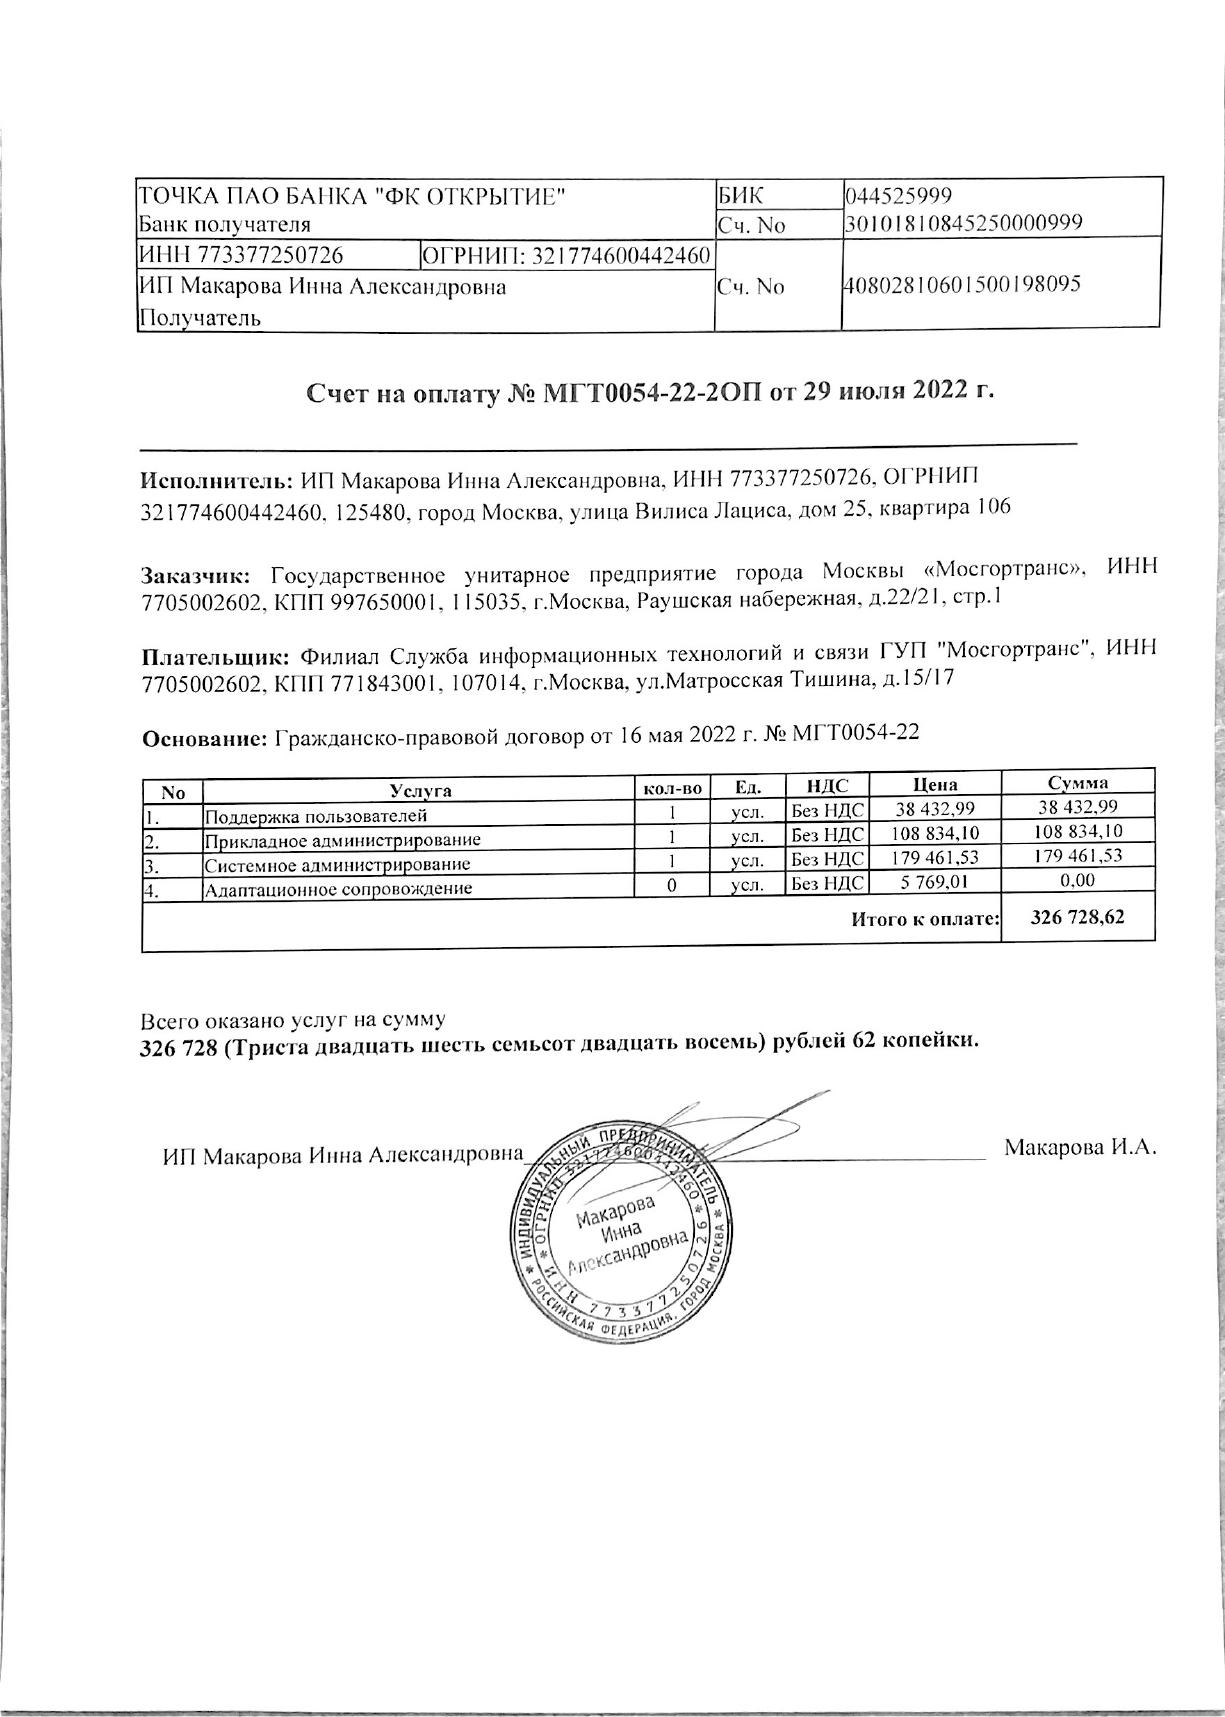 ТОЧКА ПАО БАНКА "ФК ОТКРЫТИЕ"
Банк получателя
БИК
044525999
Сч. No
30101810845250000999
ИНН 773377250726
ОГРНИП: 321774600442460
ИП Макарова Инна Александровна
Получатель
Сч. No
40802810601500198095
Счет на оплату № МГТ0054-22-2ОП от 29 июля 2022 г.
Исполнитель: ИП Макарова Инна Александровна, ИНН 773377250726, ОГРНИП
321774600442460, 125480, город Москва, улица Вилиса Лациса, дом 25, квартира 106
Заказчик: Государственное унитарное предприятие города Москвы «Мосгортранс», ИНН
7705002602, КПП 997650001, 115035, г.Москва, Раушская набережная, д.22/21, стр.1
Плательщик: Филиал Служба информационных технологий и связи ГУП "Мосгортранс", ИНН
7705002602, КПП 771843001, 107014, г.Москва, ул.Матросская Тишина, д.15/17
Основание: Гражданско-правовой договор от 16 мая 2022 г. № МГТ0054-22
No Услуга кол-во Ед. НДС Цена Сумма
1. Поддержка пользователей 1 усл. Без НДС 38 432,99 38 432,99
2. Прикладное администрирование 1 усл. Без НДС 108 834,10 108 834,10
3. Системное администрирование 1 усл. Без НДС 179 461,53 179 461,53
4. Адаптационное сопровождение 0 усл. Без НДС 5 769,01 0,00
Итого к оплате: 326 728,62
Всего оказано услуг на сумму
326 728 (Триста двадцать шесть семьсот двадцать восемь) рублей 62 копейки.
ИП Макарова Инна Александровна
Макарова И.А.
* ИНДИВИДУАЛЬНЫЙ ПРЕДПРИНИМАТЕЛЬ *
РОССИЙСКАЯ ФЕДЕРАЦИЯ, ГОРОД МОСКВА
* ОГРНИП 321774600442460 *
ИНН 773377250726
Макарова
Инна
Александровна